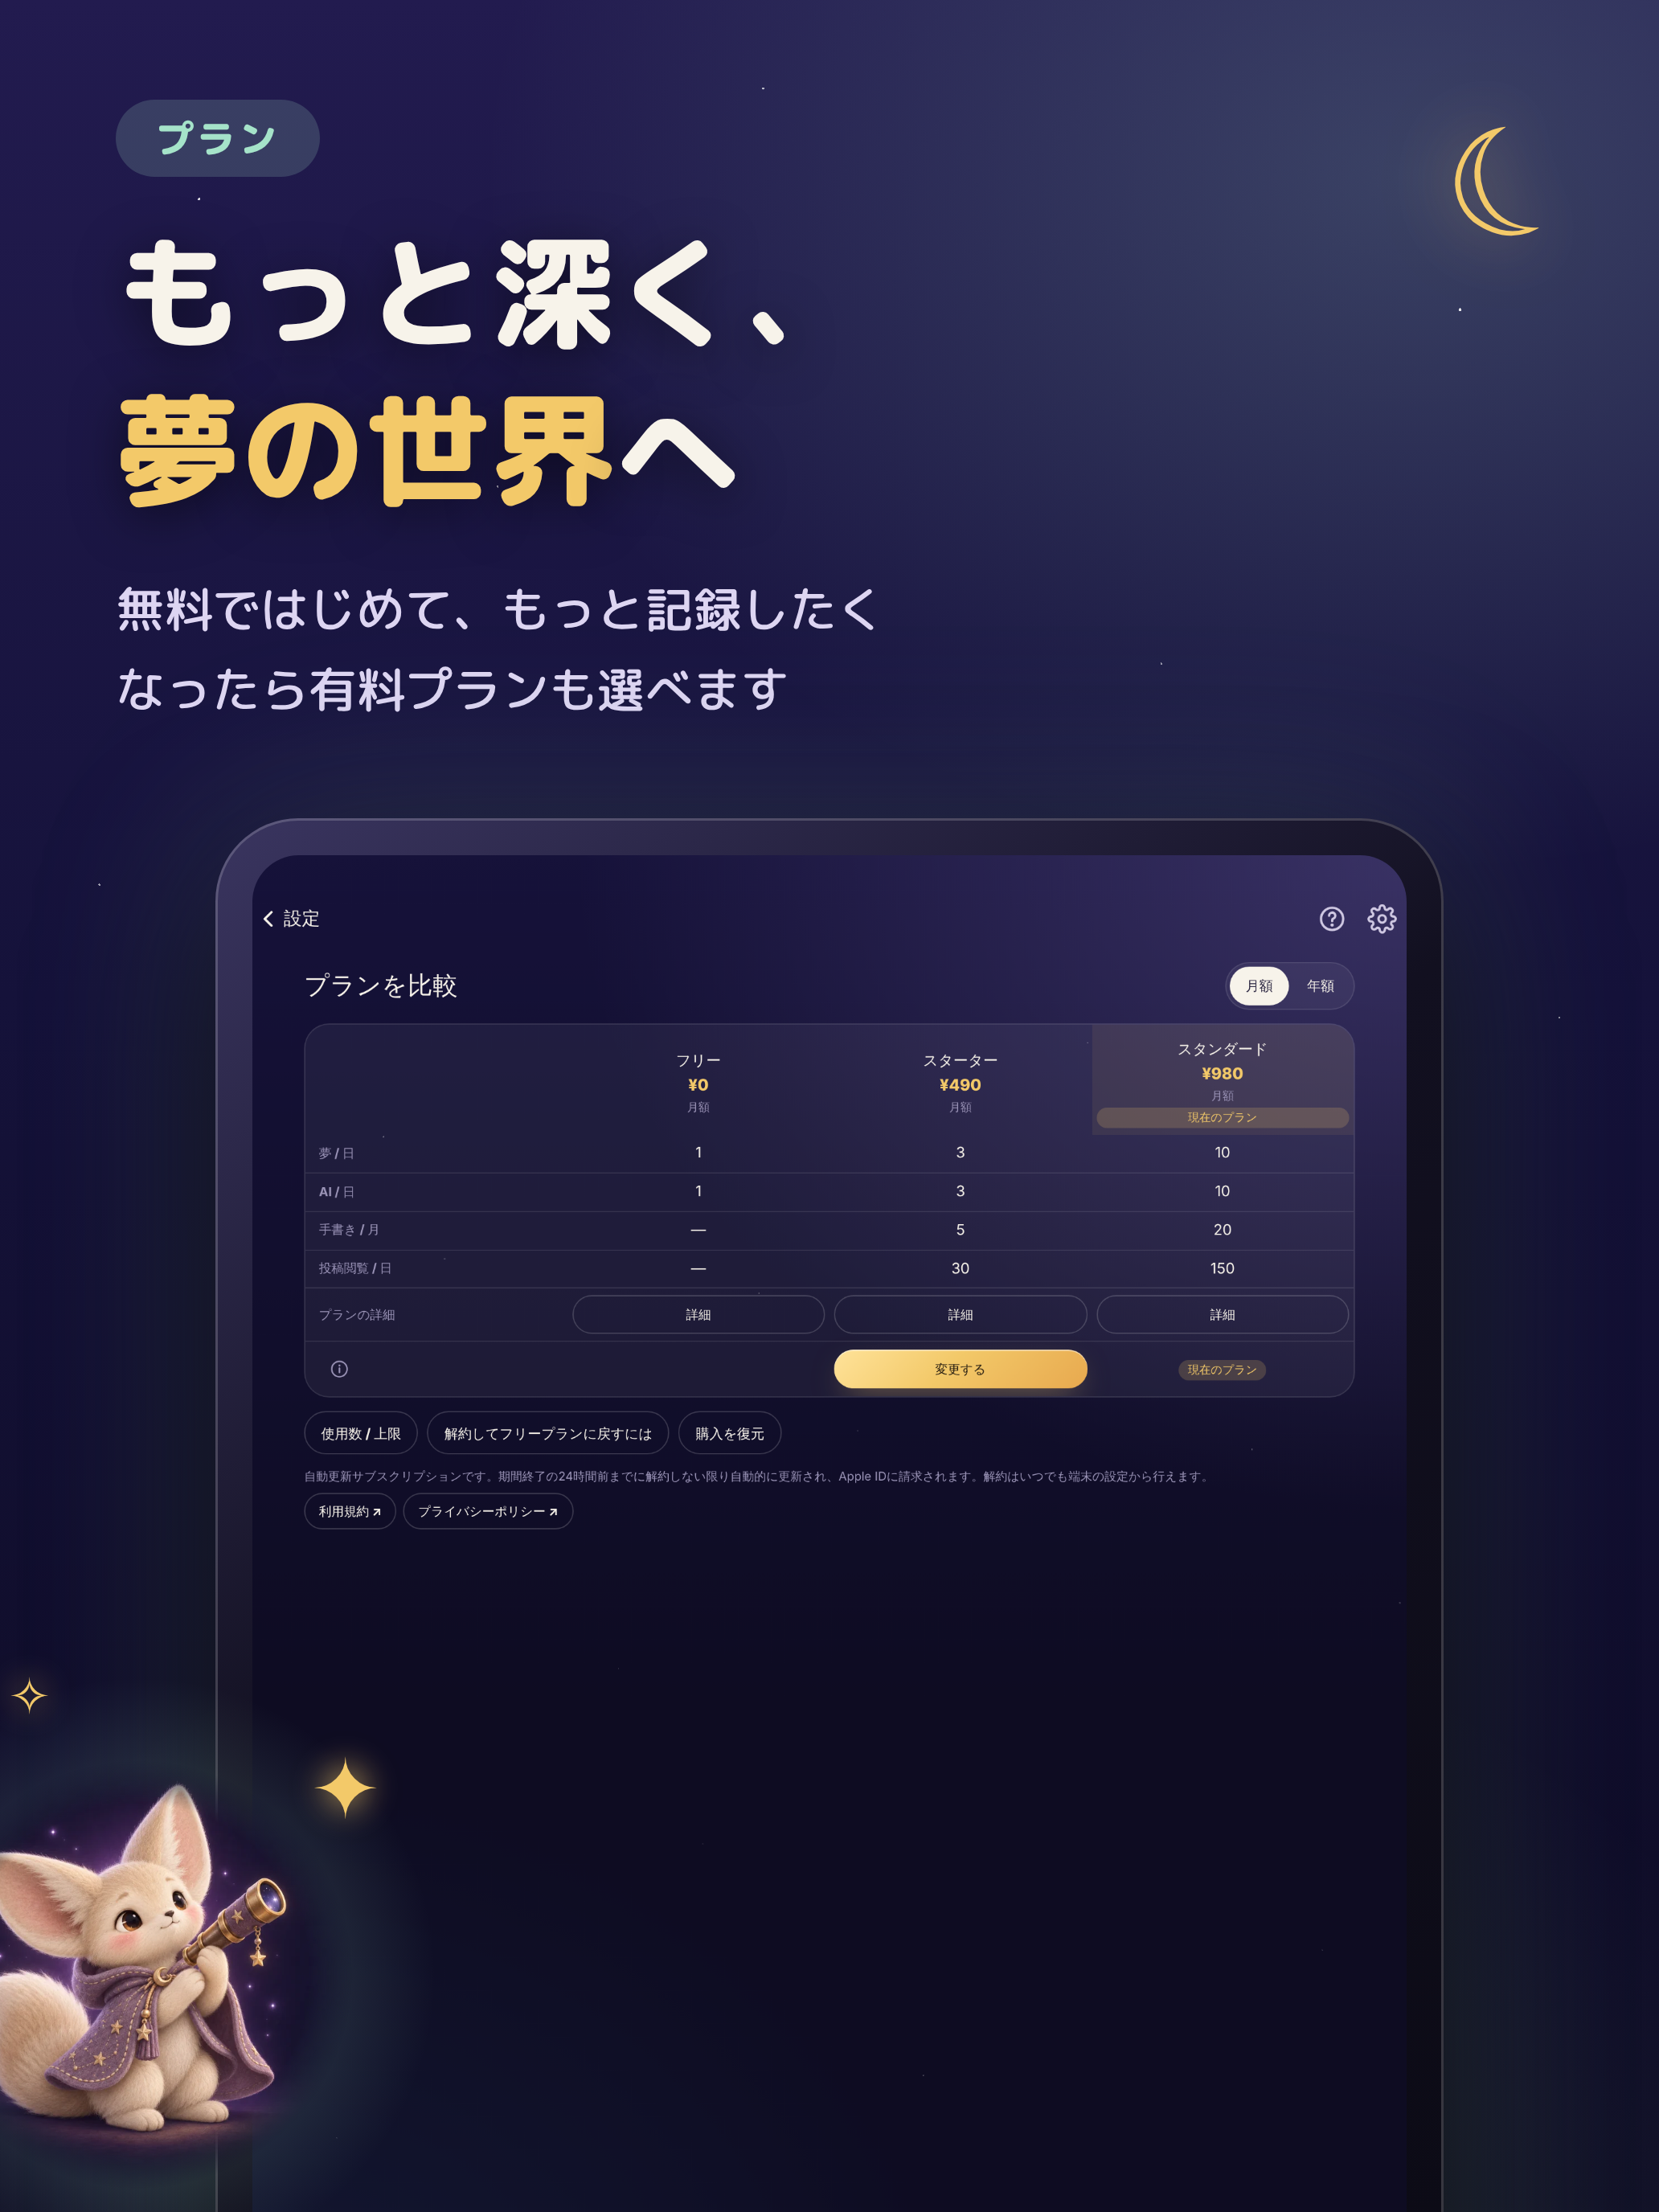 プラン
もっと深く、
夢の世界へ
無料ではじめて、もっと記録したく
なったら有料プランも選べます
設定
プランを比較
月額 年額
フリー スターター スタンダード
¥0 ¥490 ¥980
月額 月額 月額
現在のプラン
夢 / 日 1 3 10
AI / 日 1 3 10
手書き / 月 — 5 20
投稿閲覧 / 日 — 30 150
プランの詳細 詳細 詳細 詳細
変更する 現在のプラン
使用数 / 上限 解約してフリープランに戻すには 購入を復元
自動更新サブスクリプションです。期間終了の24時間前までに解約しない限り自動的に更新され、Apple IDに請求されます。解約はいつでも端末の設定から行えます。
利用規約 プライバシーポリシー